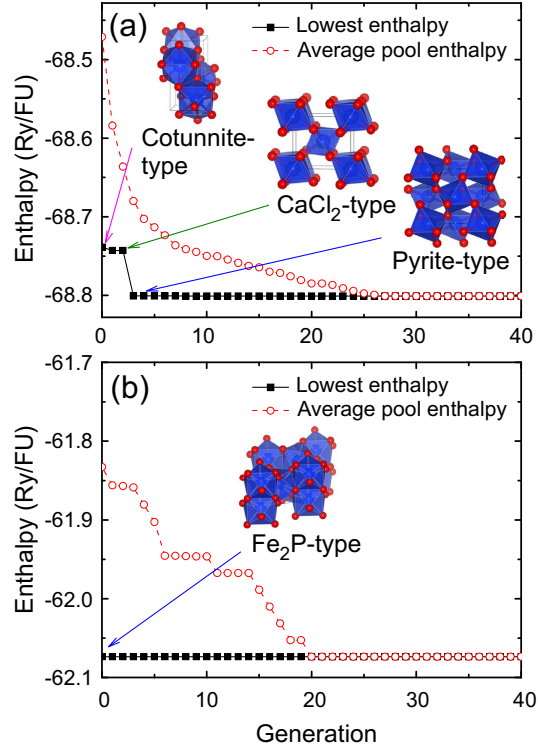 (a)
Lowest enthalpy
Average pool enthalpy
Cotunnite-
type
CaCl₂-type
Pyrite-type
Enthalpy (Ry/FU)
-68.5
-68.6
-68.7
-68.8
0 10 20 30 40
(b)
Lowest enthalpy
Average pool enthalpy
Fe₂P-type
Enthalpy (Ry/FU)
-61.7
-61.8
-61.9
-62.0
-62.1
0 10 20 30 40
Generation